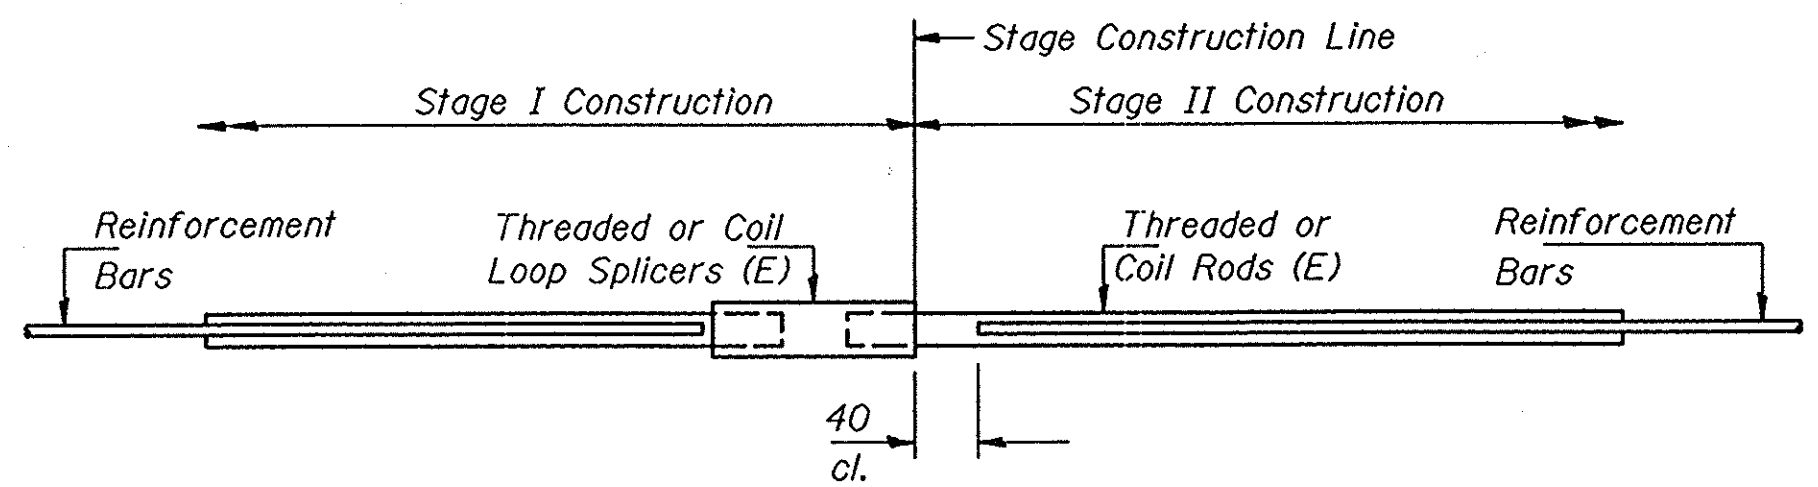 Stage Construction Line
Stage I Construction
Stage II Construction
Reinforcement
Bars
Threaded or Coil
Loop Splicers (E)
Threaded or
Coil Rods (E)
Reinforcement
Bars
40
cl.